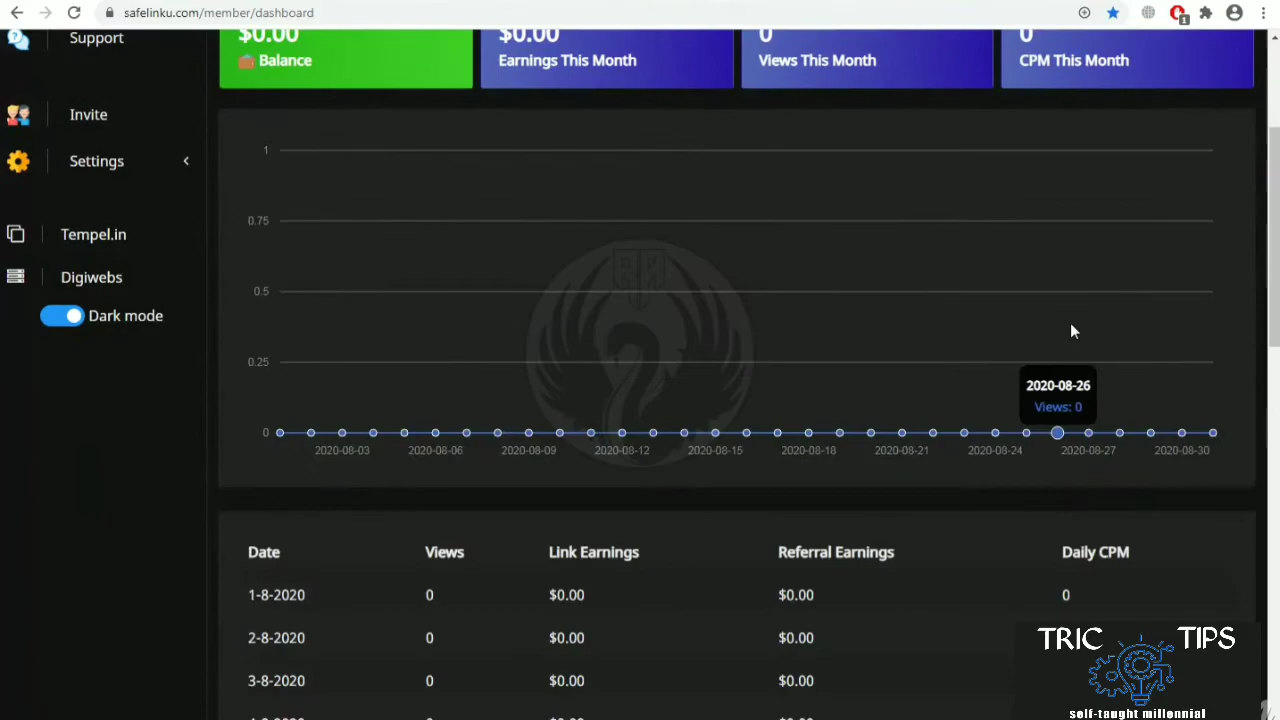 safelinku.com/member/dashboard
1
Support
Invite
Settings
Tempel.in
Digiwebs
Dark mode
$0.00
Balance
$0.00
Earnings This Month
0
Views This Month
0
CPM This Month
1
0.75
0.5
0.25
0
2020-08-26
Views: 0
2020-08-03 2020-08-06 2020-08-09 2020-08-12 2020-08-15 2020-08-18 2020-08-21 2020-08-24 2020-08-27 2020-08-30
Date Views Link Earnings Referral Earnings Daily CPM
1-8-2020 0 $0.00 $0.00 0
2-8-2020 0 $0.00 $0.00
3-8-2020 0 $0.00 $0.00
TRIC TIPS
self-taught millennial